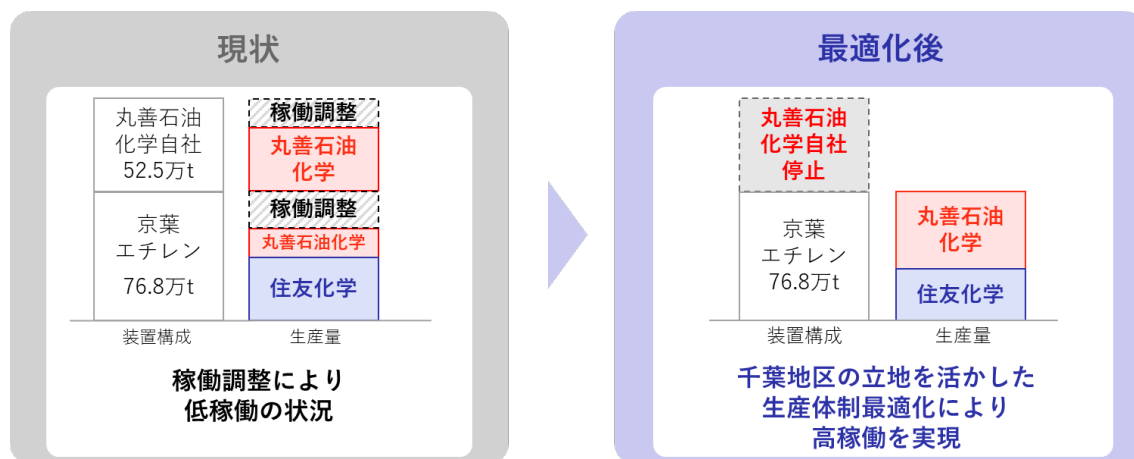 現状
丸善石油
化学自社
52.5万t
京葉
エチレン
76.8万t
稼働調整
丸善石油
化学
稼働調整
丸善石油化学
住友化学
装置構成
生産量
稼働調整により
低稼働の状況
最適化後
丸善石油
化学自社
停止
京葉
エチレン
76.8万t
丸善石油
化学
住友化学
装置構成
生産量
千葉地区の立地を活かした
生産体制最適化により
高稼働を実現